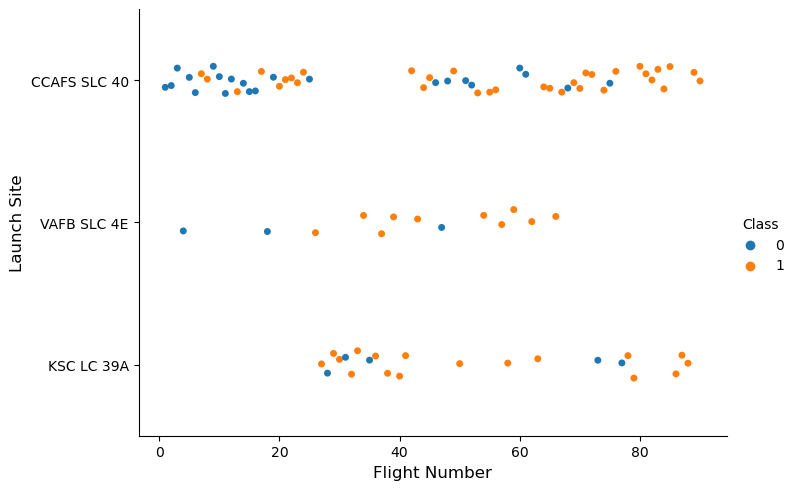 CCAFS SLC 40
VAFB SLC 4E
KSC LC 39A
Launch Site
0
20
40
60
80
Flight Number
Class
0
1